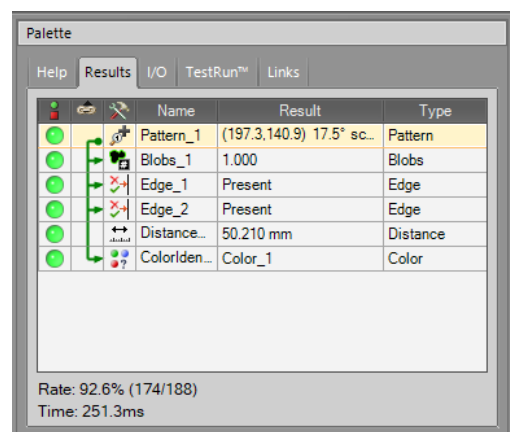 Palette
Help Results I/O TestRun™ Links
Name Result Type
Pattern_1 (197.3,140.9) 17.5° sc... Pattern
Blobs_1 1.000 Blobs
Edge_1 Present Edge
Edge_2 Present Edge
Distance... 50.210 mm Distance
ColorIden... Color_1 Color
Rate: 92.6% (174/188)
Time: 251.3ms